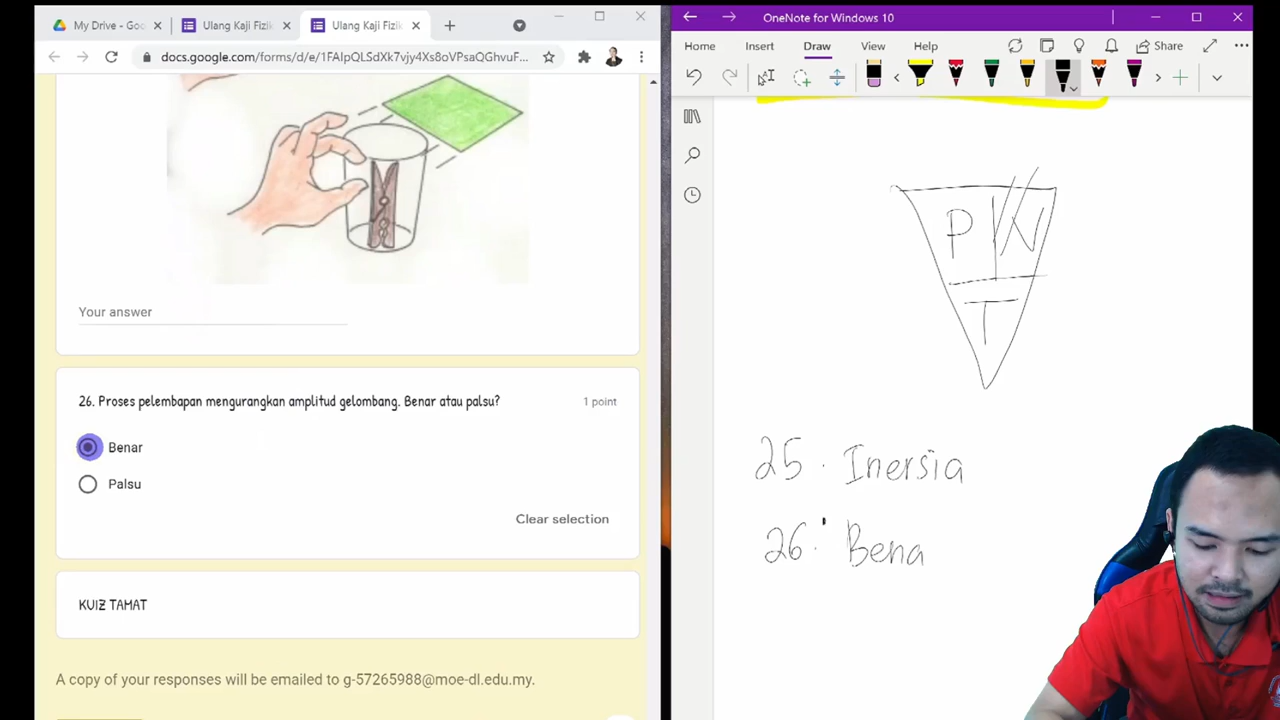 My Drive - Goo
Ulang Kaji Fizik
Ulang Kaji Fizik
docs.google.com/forms/d/e/1FAIpQLSdXk7vjy4Xs8oVPsaQGhvuF...
Your answer
26. Proses pelembapan mengurangkan amplitud gelombang. Benar atau palsu?
1 point
Benar
Palsu
Clear selection
KUIZ TAMAT
A copy of your responses will be emailed to g-57265988@moe-dl.edu.my.
OneNote for Windows 10
Home Insert Draw View Help Share
P N
T
25. Inersia
26. Bena